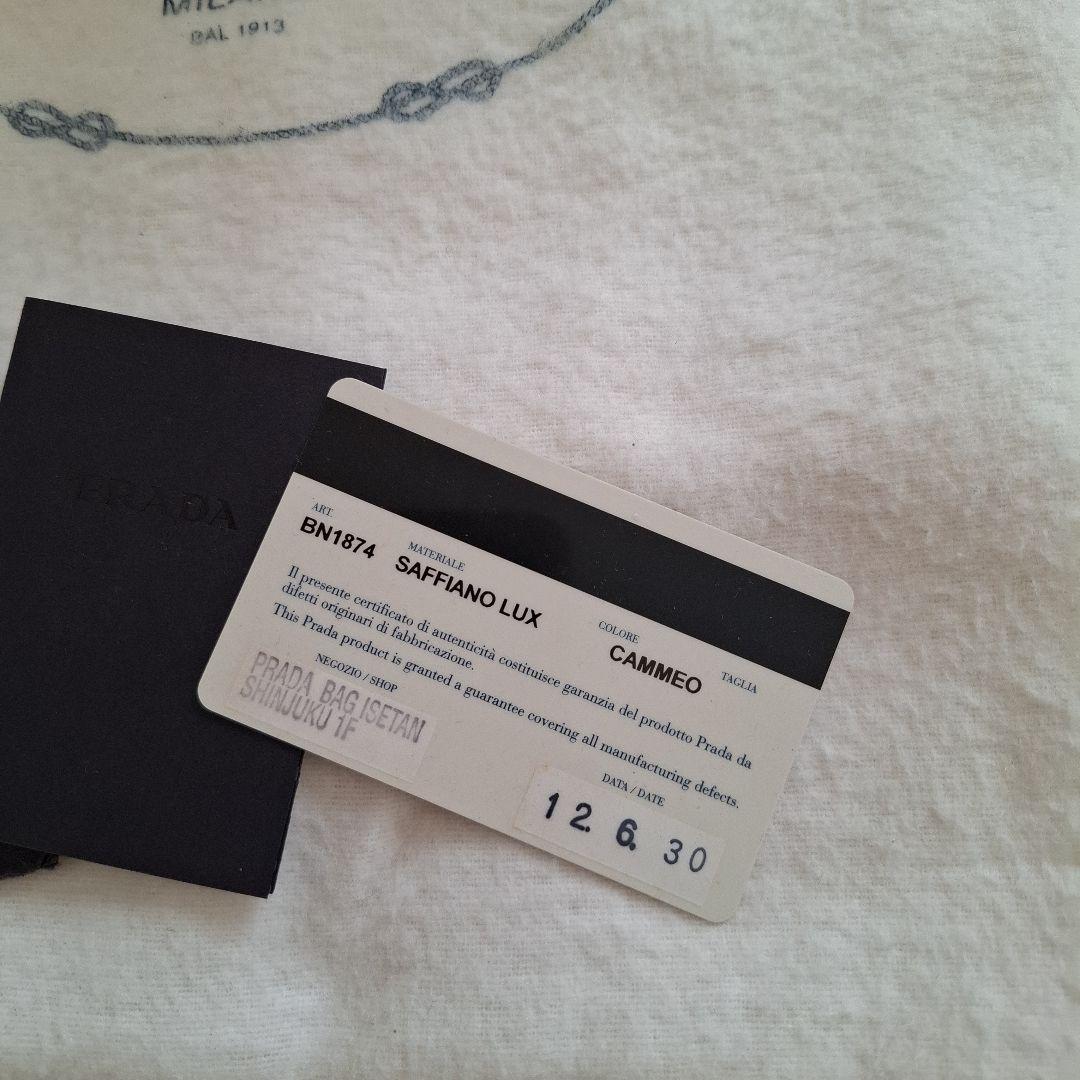 DAL 1913
PRADA
ART.
BN1874
MATERIALE
SAFFIANO LUX
COLORE
CAMMEO
TAGLIA
Il presente certificato di autenticità costituisce garanzia del prodotto Prada da
difetti originari di fabbricazione.
This Prada product is granted a guarantee covering all manufacturing defects.
NEGOZIO / SHOP
PRADA BAG ISETAN
SHINJUKU 1F
DATA / DATE
12. 6. 30